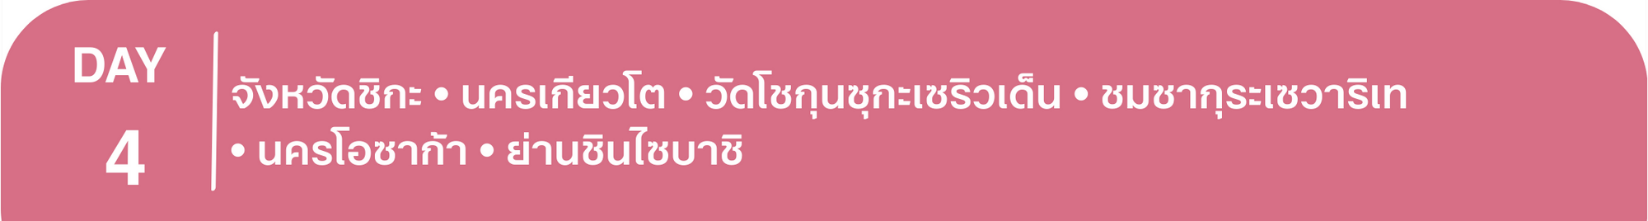 DAY
4
จังหวัดชิกะ • นครเกียวโต • วัดโชกุนซุกะเซริวเด็น • ชมซากุระเซวาริเท
• นครโอซาก้า • ย่านชินไซบาชิ